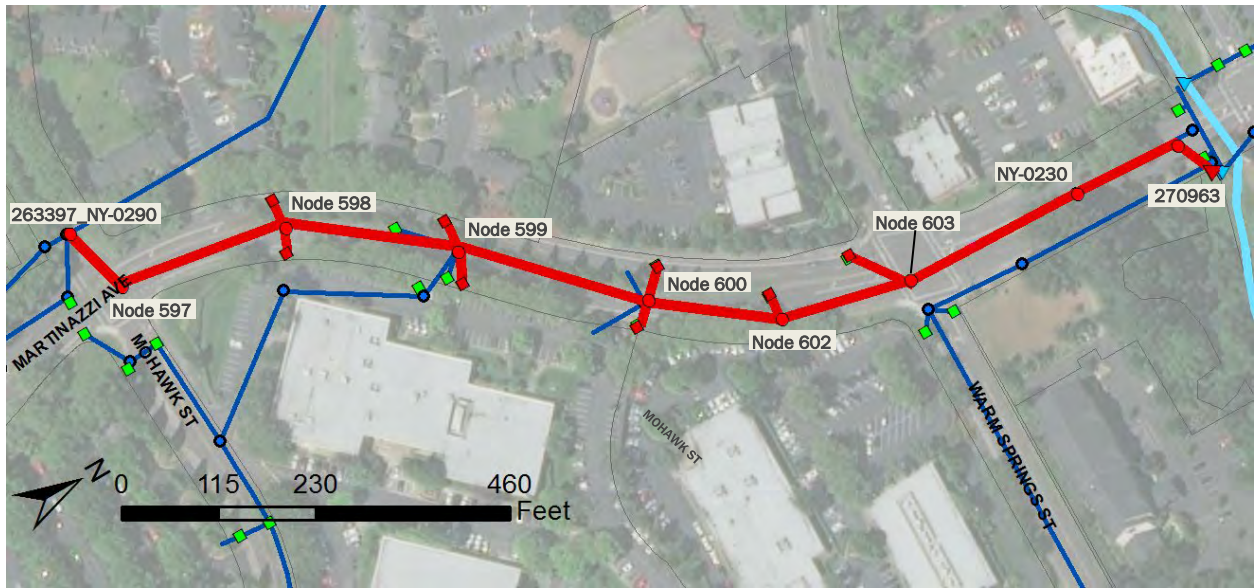 263397_NY-0290
Node 597
MARTINAZZI AVE
MOHAWK ST
Node 598
Node 599
Node 600
Node 602
Node 603
NY-0230
270963
MOHAWK ST
WARM SPRINGS ST
N
0 115 230 460
Feet